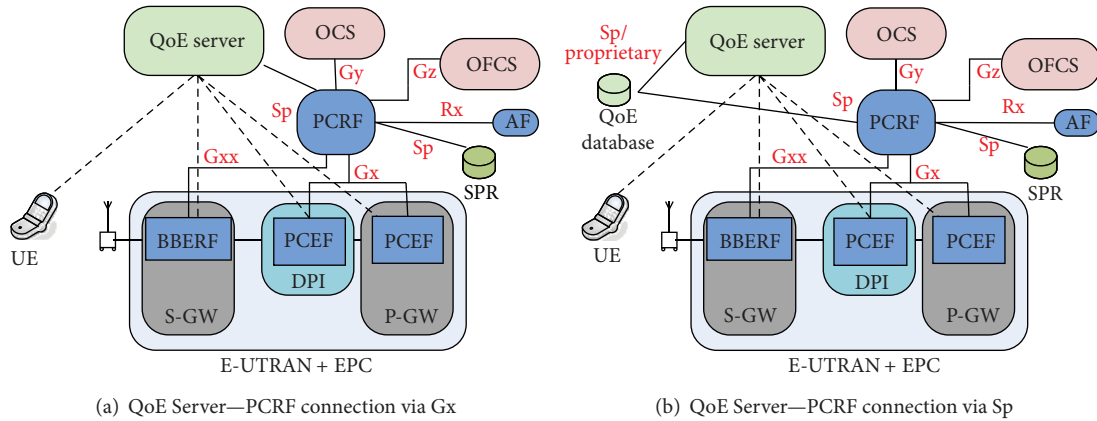 QoE server
OCS
OFCS
Gy
Gz
Sp
PCRF
Rx
AF
Sp
SPR
Gxx
Gx
UE
BBERF
PCEF
PCEF
DPI
S-GW
P-GW
E-UTRAN + EPC
(a) QoE Server—PCRF connection via Gx
Sp/
proprietary
QoE server
OCS
OFCS
Gy
Gz
QoE
database
Sp
PCRF
Rx
AF
Sp
SPR
Gxx
Gx
UE
BBERF
PCEF
PCEF
DPI
S-GW
P-GW
E-UTRAN + EPC
(b) QoE Server—PCRF connection via Sp